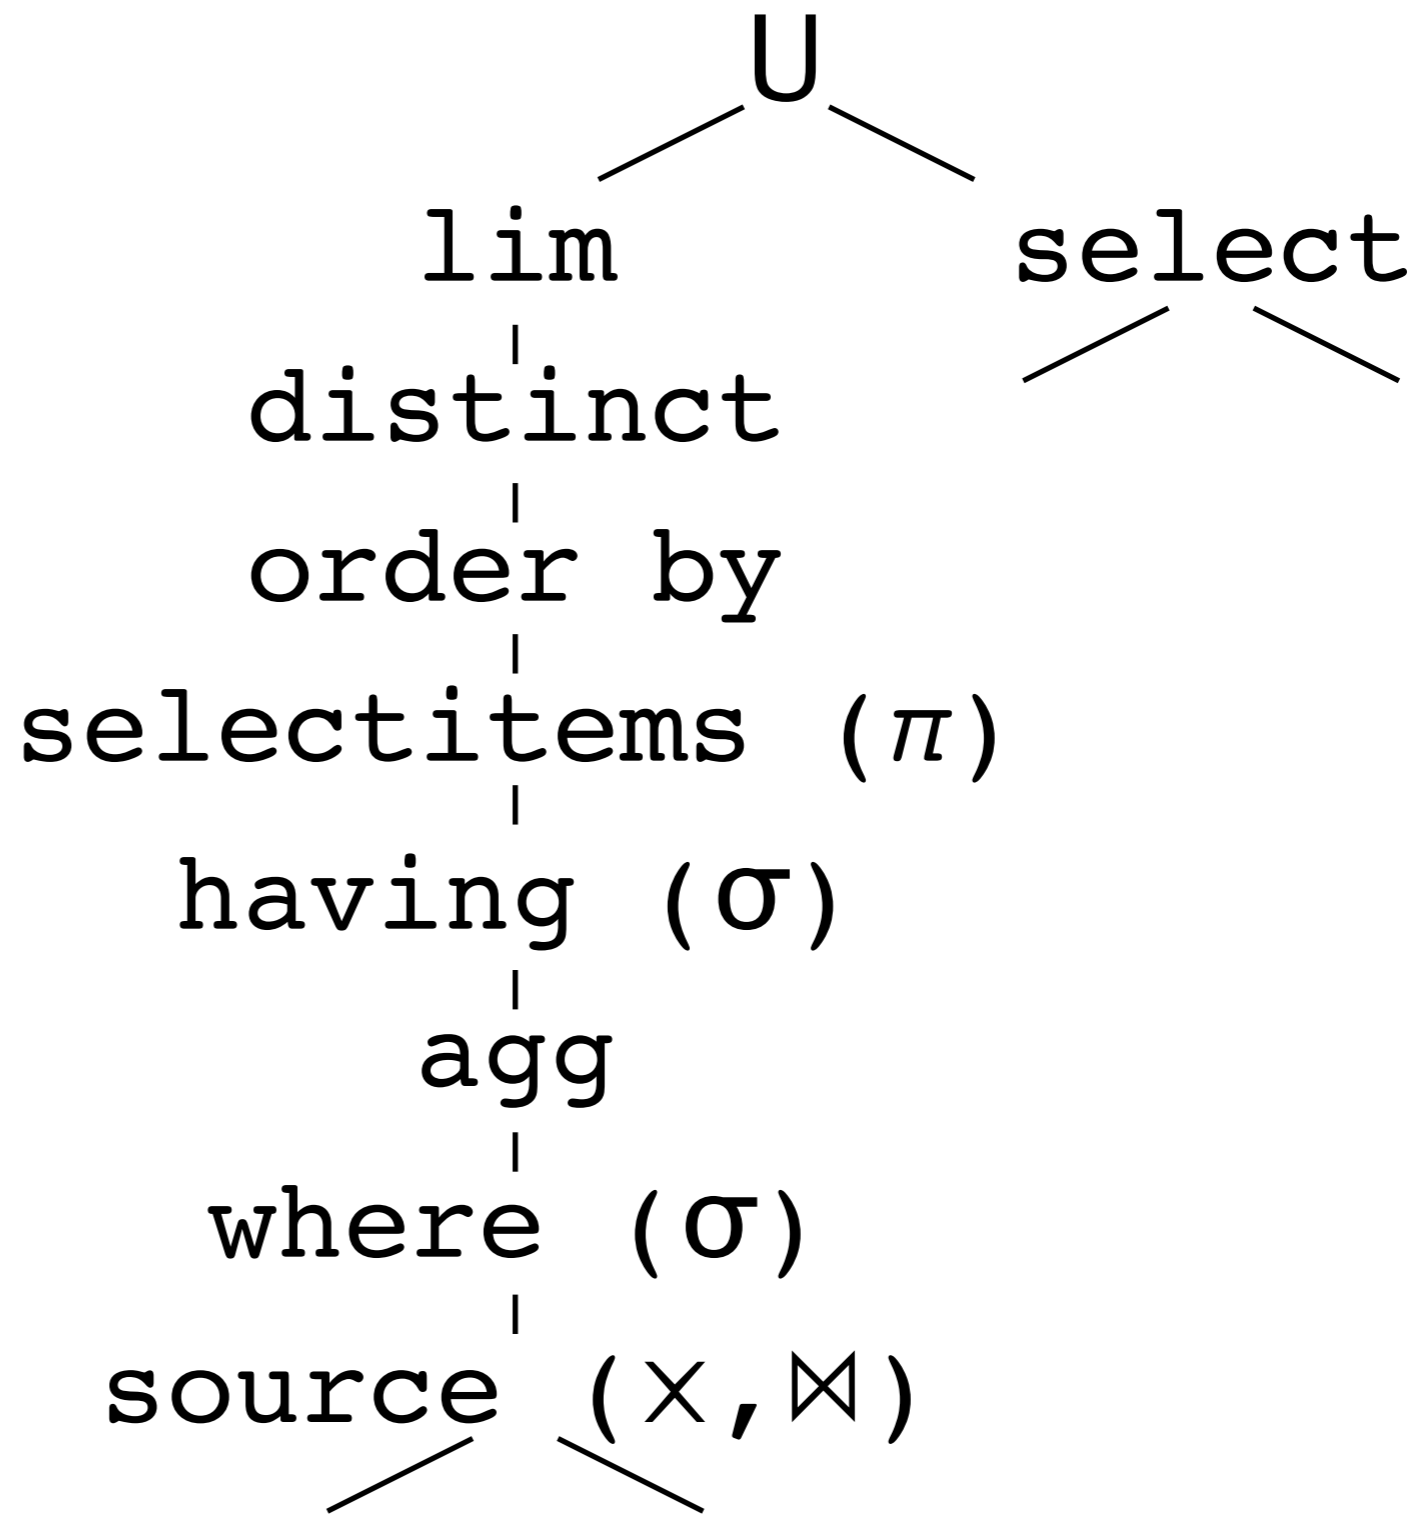 U
lim select
distinct
order by
selectitems (π)
having (σ)
agg
where (σ)
source (×,⋈)